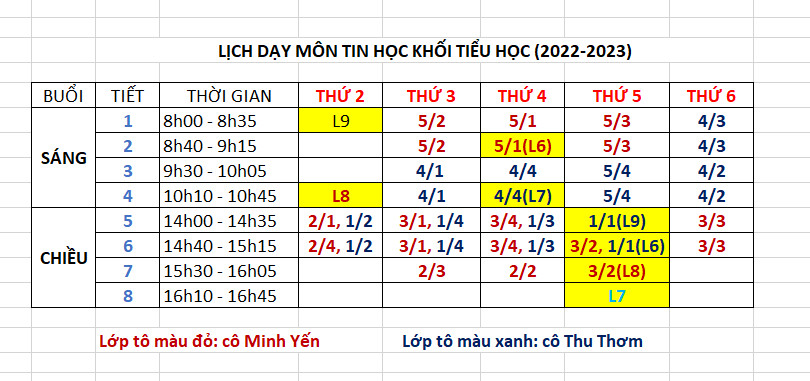 LỊCH DẠY MÔN TIN HỌC KHỐI TIỂU HỌC (2022-2023)
BUỔI TIẾT THỜI GIAN THỨ 2 THỨ 3 THỨ 4 THỨ 5 THỨ 6
SÁNG
1 8h00 - 8h35 L9 5/2 5/1 5/3 4/3
2 8h40 - 9h15 5/2 5/1(L6) 5/3 4/3
3 9h30 - 10h05 4/1 4/4 5/4 4/2
4 10h10 - 10h45 L8 4/1 4/4(L7) 5/4 4/2
CHIỀU
5 14h00 - 14h35 2/1, 1/2 3/1, 1/4 3/4, 1/3 1/1(L9) 3/3
6 14h40 - 15h15 2/4, 1/2 3/1, 1/4 3/4, 1/3 3/2, 1/1(L6) 3/3
7 15h30 - 16h05 2/3 2/2 3/2(L8)
8 16h10 - 16h45 L7
Lớp tô màu đỏ: cô Minh Yến Lớp tô màu xanh: cô Thu Thơm